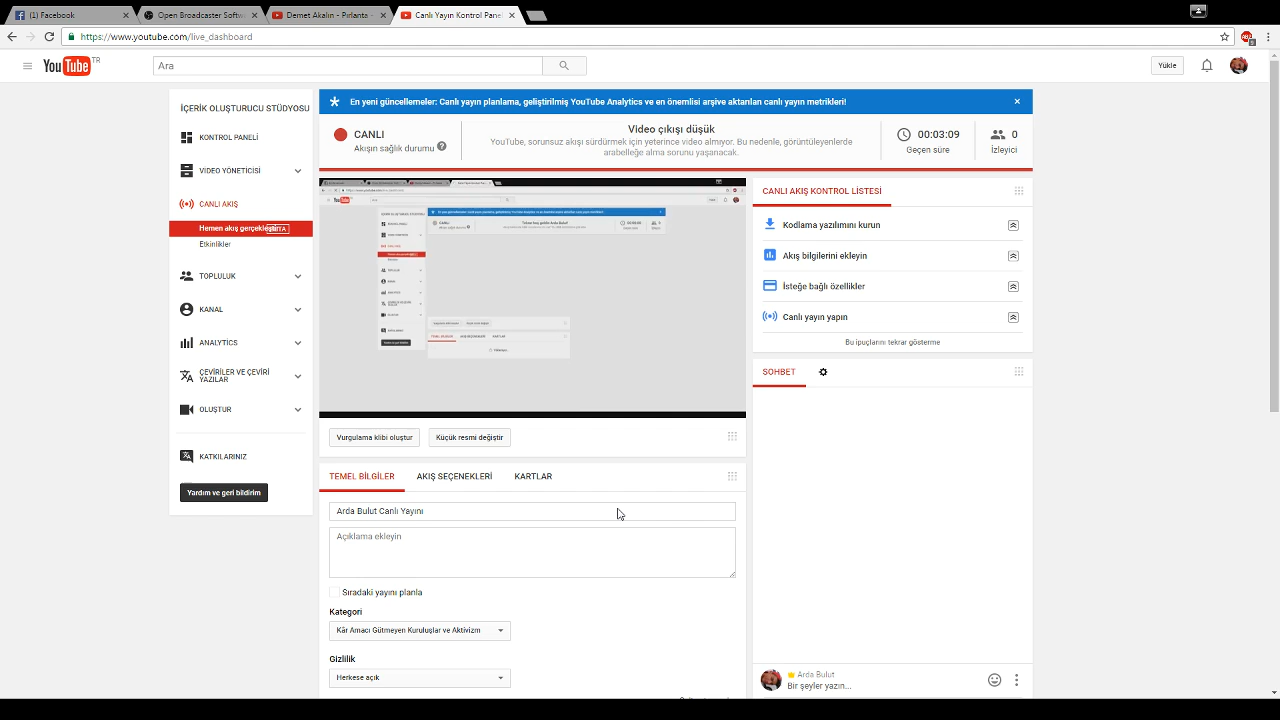 (1) Facebook
Open Broadcaster Softw
Demet Akalın - Pırlanta -
Canlı Yayın Kontrol Pane
https://www.youtube.com/live_dashboard
YouTube TR
Ara
Yükle
İÇERİK OLUŞTURUCU STÜDYOSU
KONTROL PANELİ
VIDEO YÖNETİCİSİ
CANLI AKIŞ
Hemen akış gerçekleştir
BETA
Etkinlikler
TOPLULUK
KANAL
ANALYTICS
ÇEVİRİLER VE ÇEVİRİ
YAZILAR
OLUŞTUR
KATKILARINIZ
Yardım ve geri bildirim
En yeni güncellemeler: Canlı yayın planlama, geliştirilmiş YouTube Analytics ve en önemlisi arşive aktarılan canlı yayın metrikleri!
CANLI
Akışın sağlık durumu
Video çıkışı düşük
YouTube, sorunsuz akışı sürdürmek için yeterince video almıyor. Bu nedenle, görüntüleyenlerde
arabelleğe alma sorunu yaşanacak.
00:03:09
Geçen süre
0
İzleyici
Vurgulama klibi oluştur
Küçük resmi değiştir
TEMEL BİLGİLER
AKIŞ SEÇENEKLERİ
KARTLAR
Arda Bulut Canlı Yayını
Açıklama ekleyin
Sıradaki yayını planla
Kategori
Kâr Amacı Gütmeyen Kuruluşlar ve Aktivizm
Gizlilik
Herkese açık
CANLI AKIŞ KONTROL LİSTESİ
Kodlama yazılımını kurun
Akış bilgilerini ekleyin
İsteğe bağlı özellikler
Canlı yayın yapın
Bu ipuçlarını tekrar gösterme
SOHBET
Arda Bulut
Bir şeyler yazın...